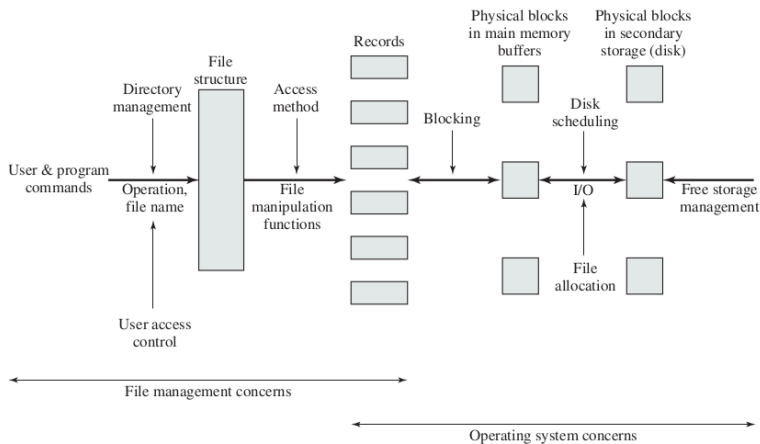 Physical blocks
in main memory
buffers
Physical blocks
in secondary
storage (disk)
Records
File
structure
Directory
management
Access
method
Blocking
Disk
scheduling
User & program
commands
Operation,
file name
File
manipulation
functions
I/O
Free storage
management
File
allocation
User access
control
File management concerns
Operating system concerns